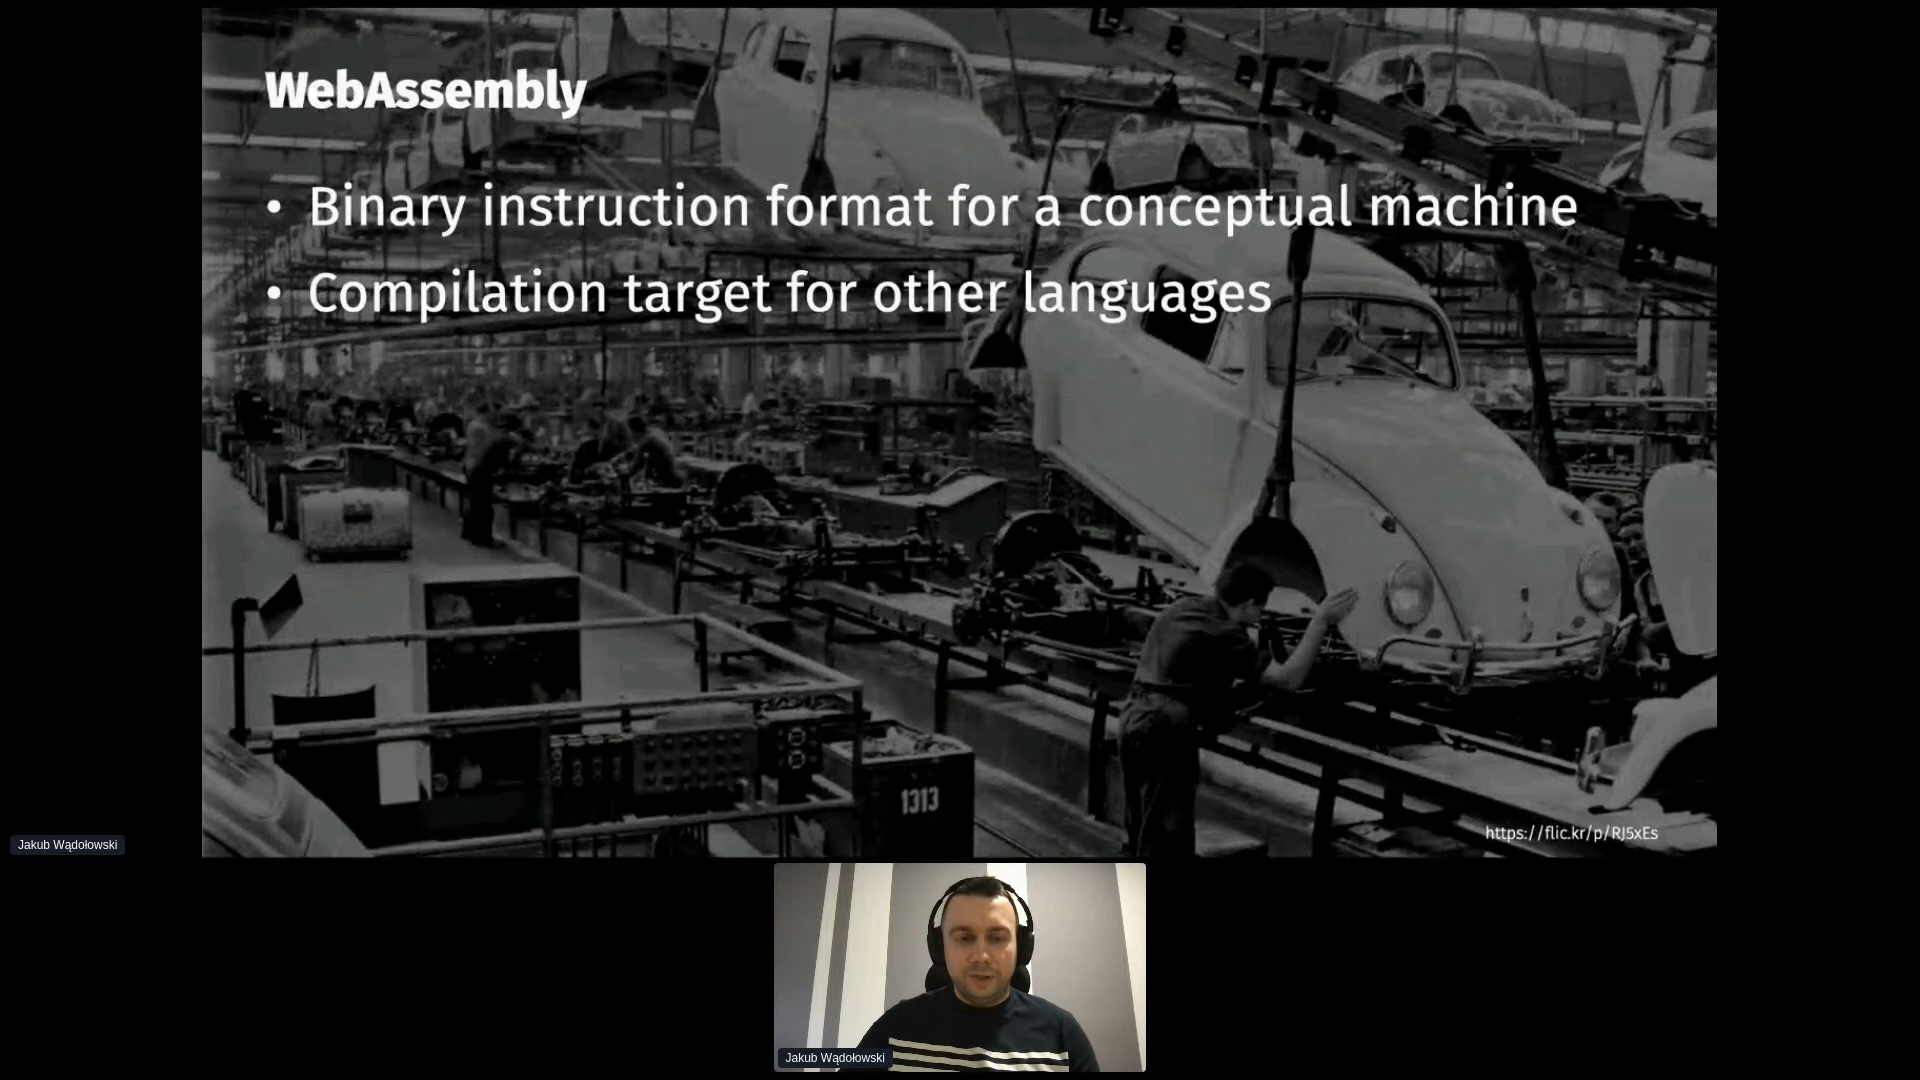 WebAssembly
• Binary instruction format for a conceptual machine
• Compilation target for other languages
1313
https://flic.kr/p/RJ5xEs
Jakub Wądołowski
Jakub Wądołowski